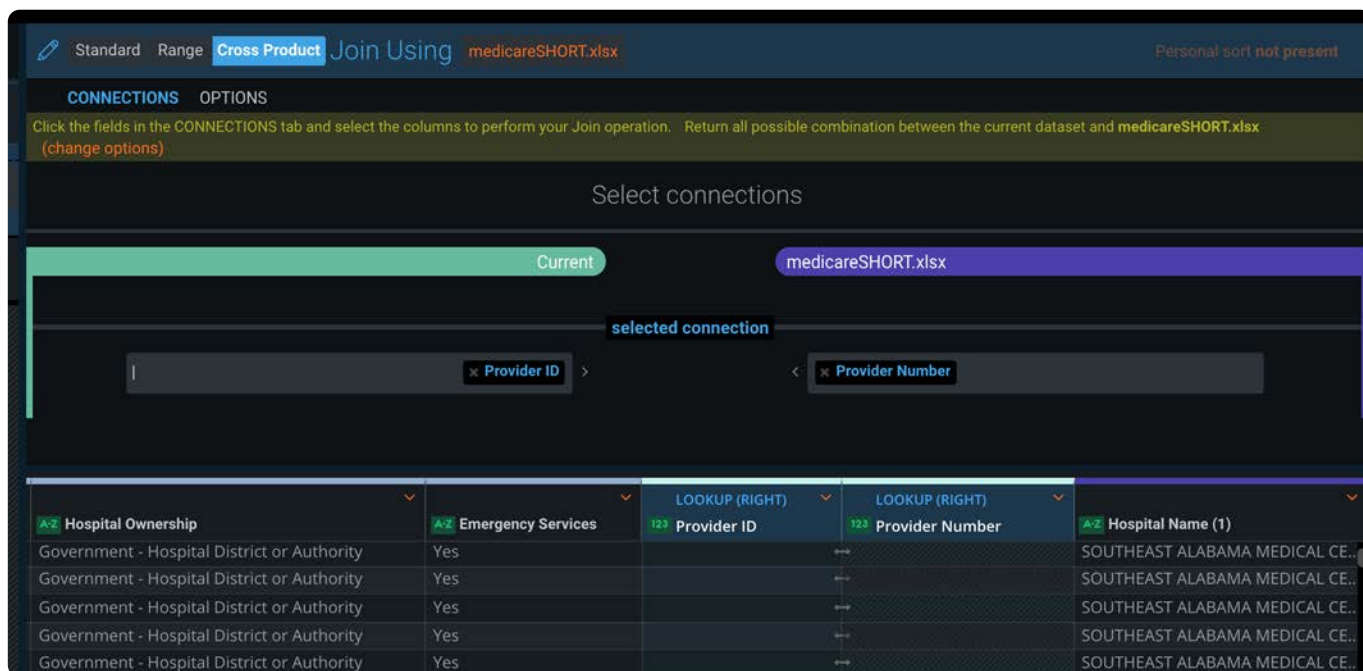 Standard Range Cross Product Join Using medicareSHORT.xlsx Personal sort not present
CONNECTIONS OPTIONS
Click the fields in the CONNECTIONS tab and select the columns to perform your Join operation. Return all possible combination between the current dataset and medicareSHORT.xlsx
(change options)
Select connections
Current medicareSHORT.xlsx
selected connection
× Provider ID > < × Provider Number
LOOKUP (RIGHT) LOOKUP (RIGHT)
A-Z Hospital Ownership A-Z Emergency Services 123 Provider ID 123 Provider Number A-Z Hospital Name (1)
Government - Hospital District or Authority Yes SOUTHEAST ALABAMA MEDICAL CE..
Government - Hospital District or Authority Yes SOUTHEAST ALABAMA MEDICAL CE..
Government - Hospital District or Authority Yes SOUTHEAST ALABAMA MEDICAL CE..
Government - Hospital District or Authority Yes SOUTHEAST ALABAMA MEDICAL CE..
Government - Hospital District or Authority Yes SOUTHEAST ALABAMA MEDICAL CE..